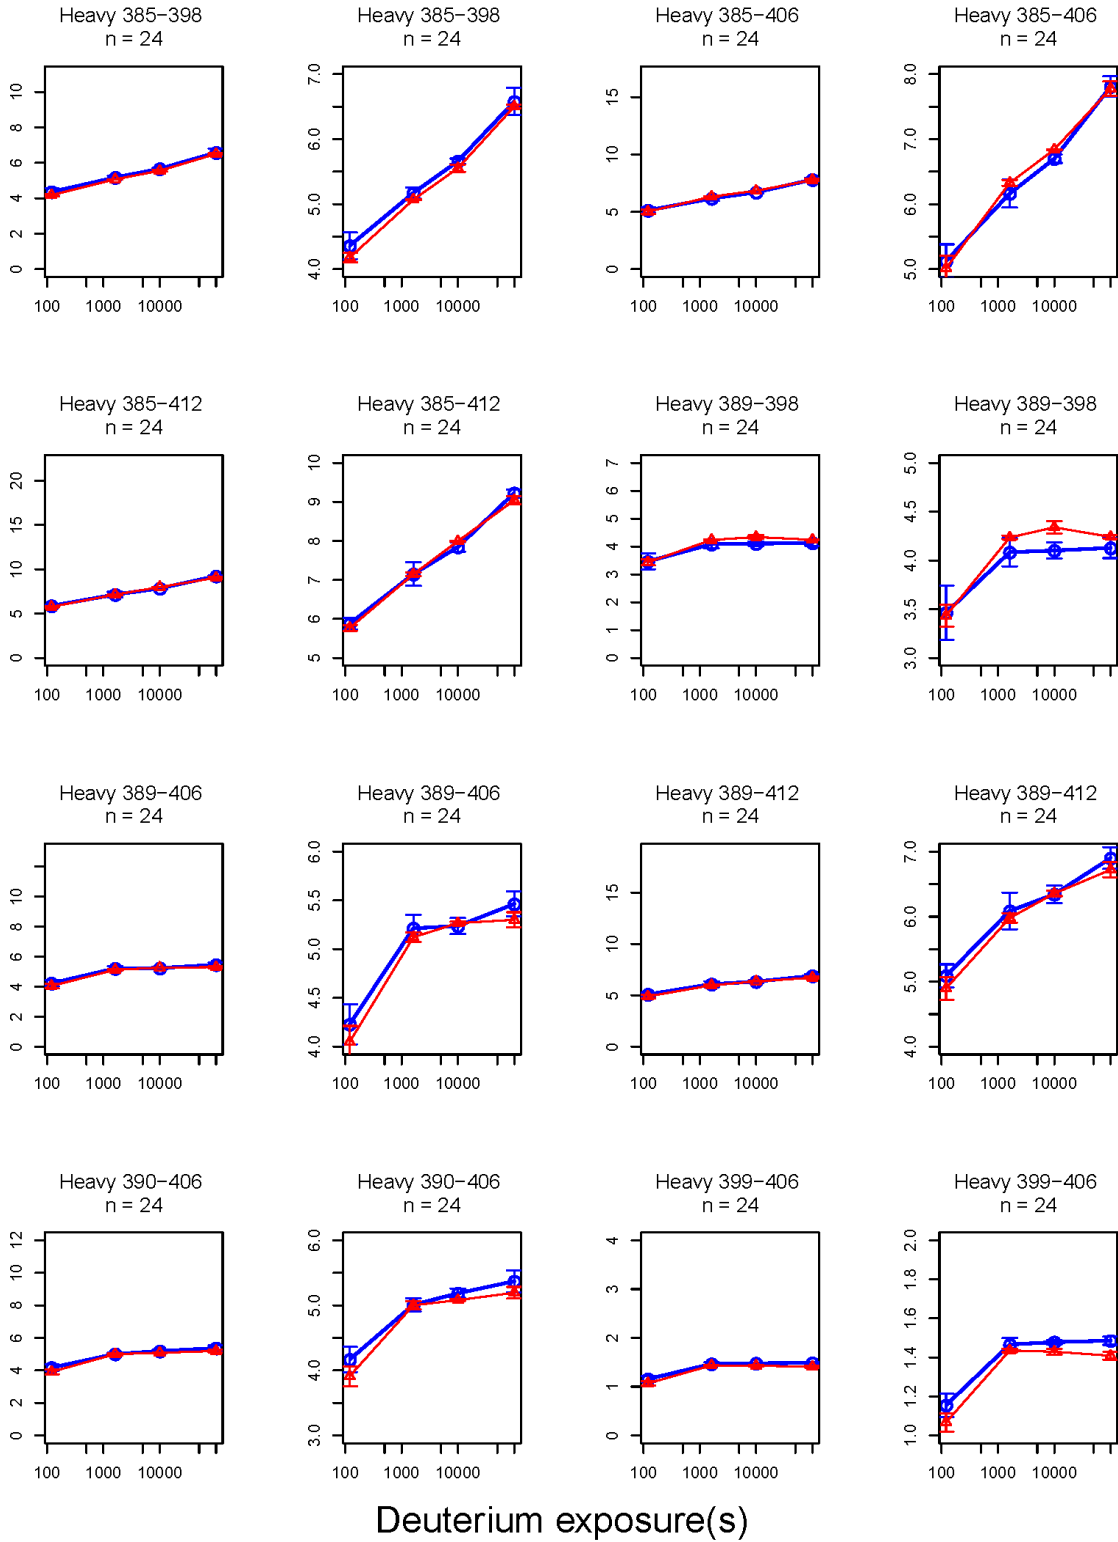 Heavy 385−398
n = 24
Heavy 385−398
n = 24
Heavy 385−406
n = 24
Heavy 385−406
n = 24
0 2 4 6 8 10
4.0 5.0 6.0 7.0
0 5 10 15
5.0 6.0 7.0 8.0
100 1000 10000
100 1000 10000
100 1000 10000
100 1000 10000
Heavy 385−412
n = 24
Heavy 385−412
n = 24
Heavy 389−398
n = 24
Heavy 389−398
n = 24
0 5 10 15 20
5 6 7 8 9 10
0 1 2 3 4 5 6 7
3.0 3.5 4.0 4.5 5.0
100 1000 10000
100 1000 10000
100 1000 10000
100 1000 10000
Heavy 389−406
n = 24
Heavy 389−406
n = 24
Heavy 389−412
n = 24
Heavy 389−412
n = 24
0 2 4 6 8 10
4.0 4.5 5.0 5.5 6.0
0 5 10 15
4.0 5.0 6.0 7.0
100 1000 10000
100 1000 10000
100 1000 10000
100 1000 10000
Heavy 390−406
n = 24
Heavy 390−406
n = 24
Heavy 399−406
n = 24
Heavy 399−406
n = 24
0 2 4 6 8 10 12
3.0 4.0 5.0 6.0
0 1 2 3 4
1.0 1.2 1.4 1.6 1.8 2.0
100 1000 10000
100 1000 10000
100 1000 10000
100 1000 10000
Deuterium exposure(s)